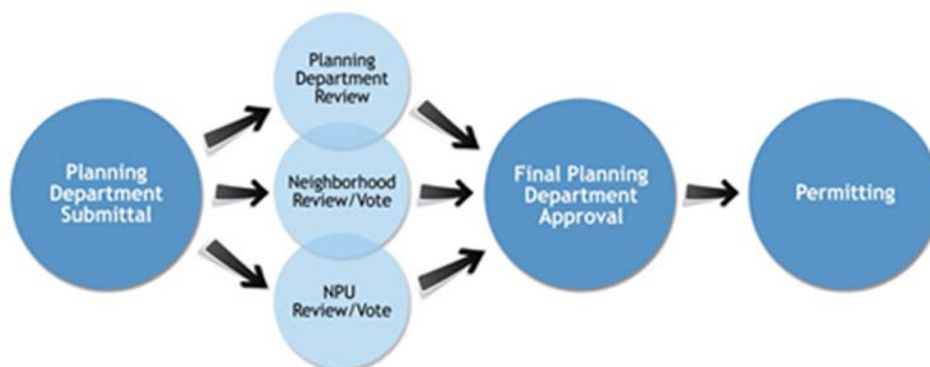 Planning
Department
Submittal
Planning
Department
Review
Neighborhood
Review/Vote
NPU
Review/Vote
Final Planning
Department
Approval
Permitting